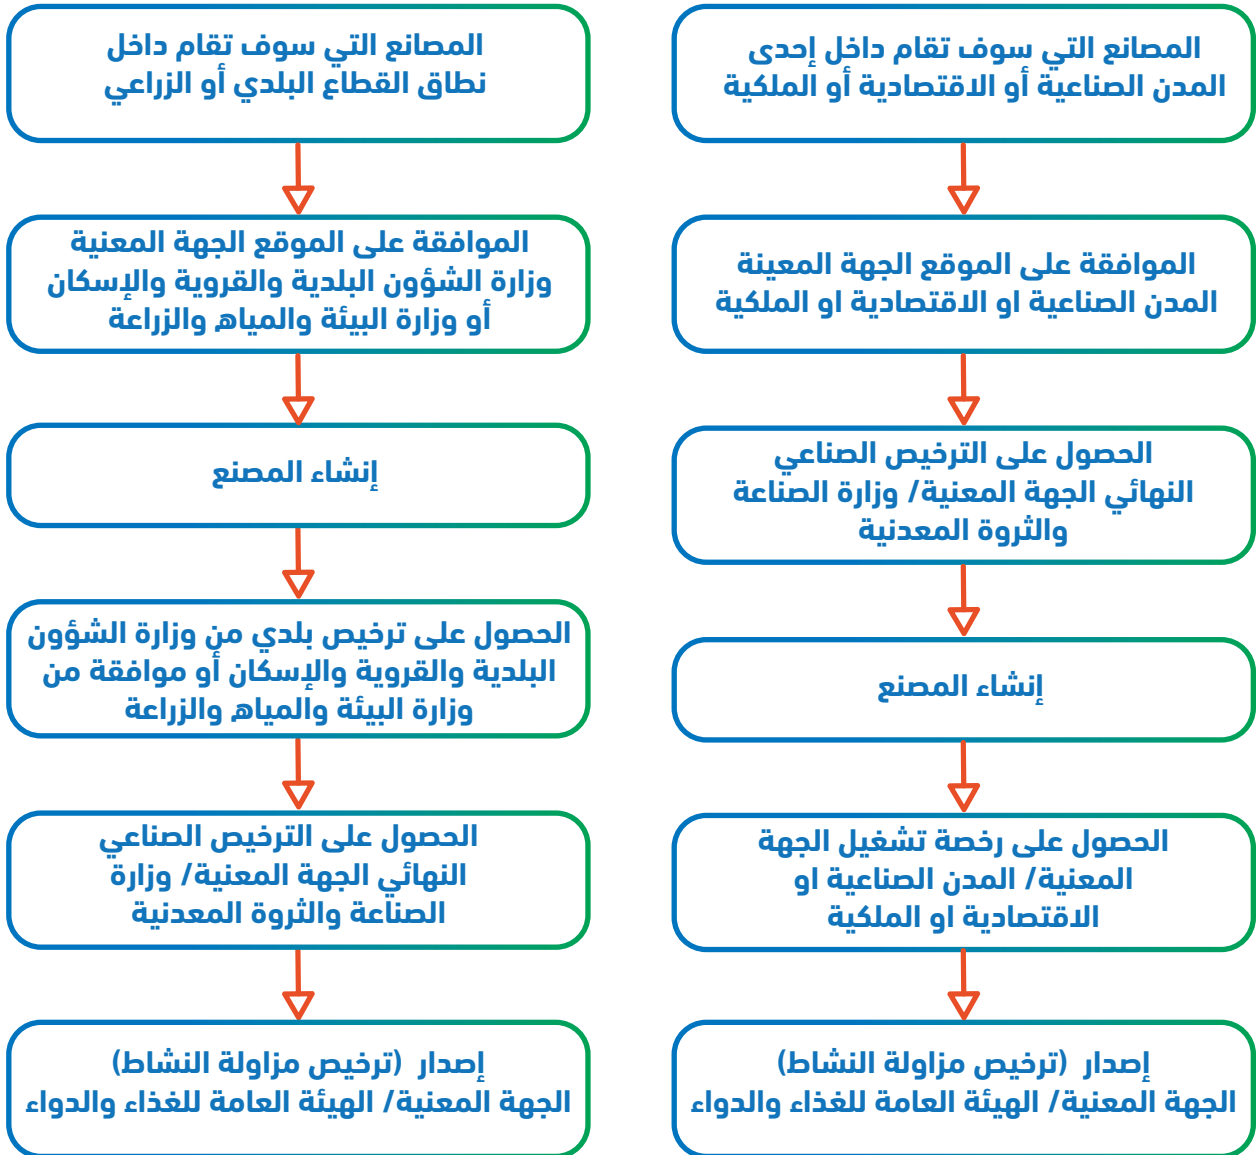 المصانع التي سوف تقام داخل إحدى
المدن الصناعية أو الاقتصادية أو الملكية
الموافقة على الموقع الجهة المعينة
المدن الصناعية او الاقتصادية او الملكية
الحصول على الترخيص الصناعي
النهائي الجهة المعنية/ وزارة الصناعة
والثروة المعدنية
إنشاء المصنع
الحصول على رخصة تشغيل الجهة
المعنية/ المدن الصناعية او
الاقتصادية او الملكية
إصدار (ترخيص مزاولة النشاط)
الجهة المعنية/ الهيئة العامة للغذاء والدواء
المصانع التي سوف تقام داخل
نطاق القطاع البلدي أو الزراعي
الموافقة على الموقع الجهة المعنية
وزارة الشؤون البلدية والقروية والإسكان
أو وزارة البيئة والمياه والزراعة
إنشاء المصنع
الحصول على ترخيص بلدي من وزارة الشؤون
البلدية والقروية والإسكان أو موافقة من
وزارة البيئة والمياه والزراعة
الحصول على الترخيص الصناعي
النهائي الجهة المعنية/ وزارة
الصناعة والثروة المعدنية
إصدار (ترخيص مزاولة النشاط)
الجهة المعنية/ الهيئة العامة للغذاء والدواء